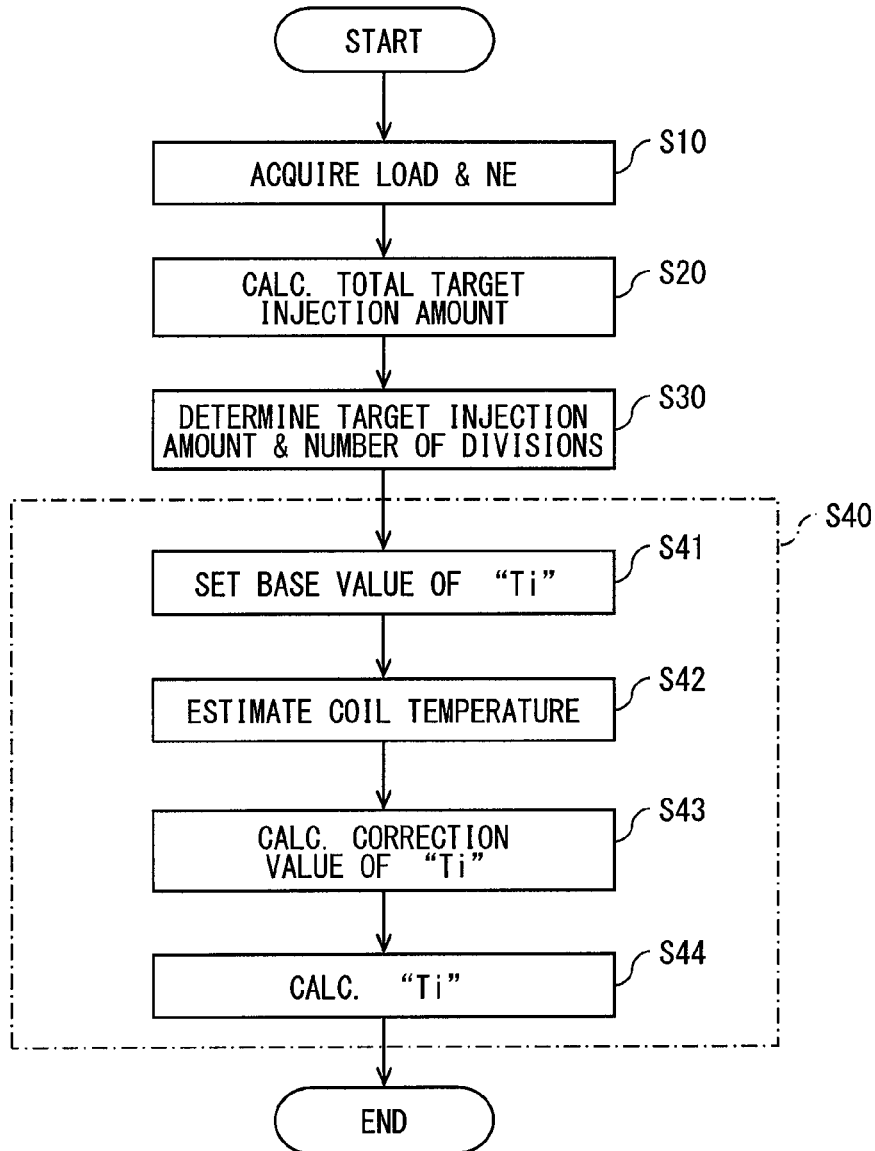 START
S10
ACQUIRE LOAD & NE
S20
CALC. TOTAL TARGET
INJECTION AMOUNT
S30
DETERMINE TARGET INJECTION
AMOUNT & NUMBER OF DIVISIONS
S40
S41
SET BASE VALUE OF “Ti”
S42
ESTIMATE COIL TEMPERATURE
S43
CALC. CORRECTION
VALUE OF “Ti”
S44
CALC. “Ti”
END